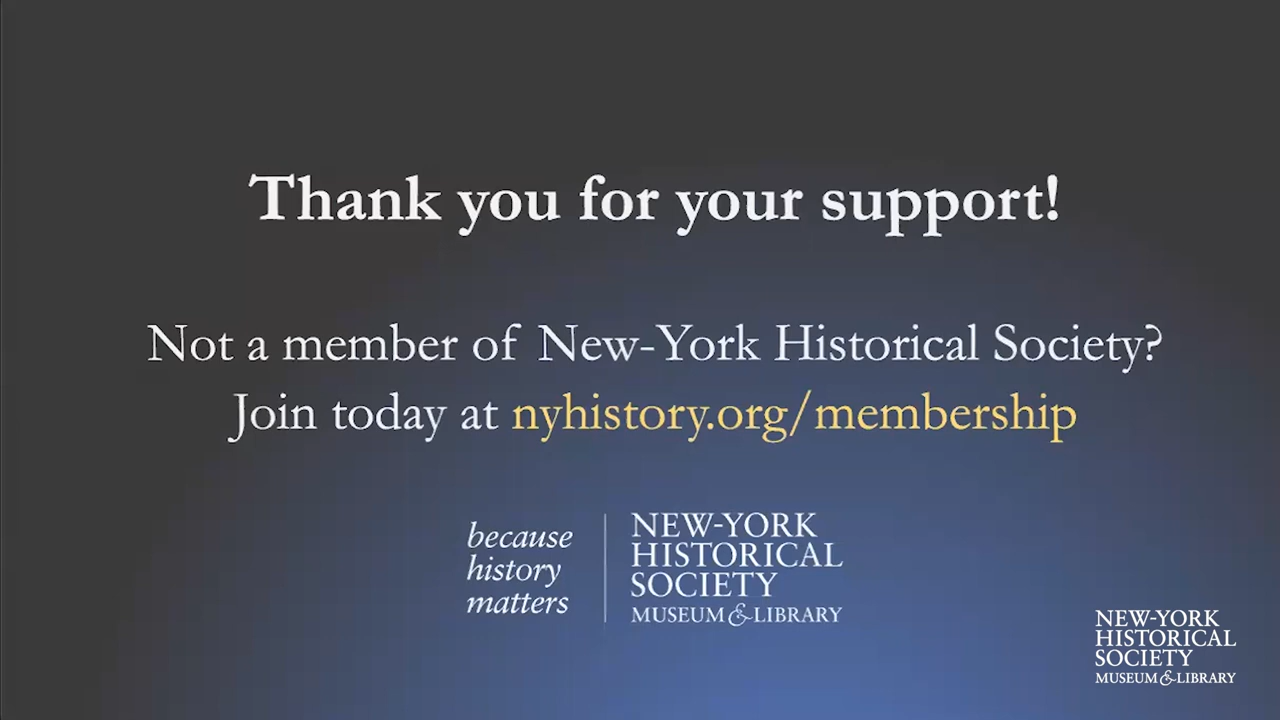 Thank you for your support!
Not a member of New-York Historical Society?
Join today at nyhistory.org/membership
because
history
matters
NEW-YORK
HISTORICAL
SOCIETY
MUSEUM & LIBRARY
NEW-YORK
HISTORICAL
SOCIETY
MUSEUM & LIBRARY